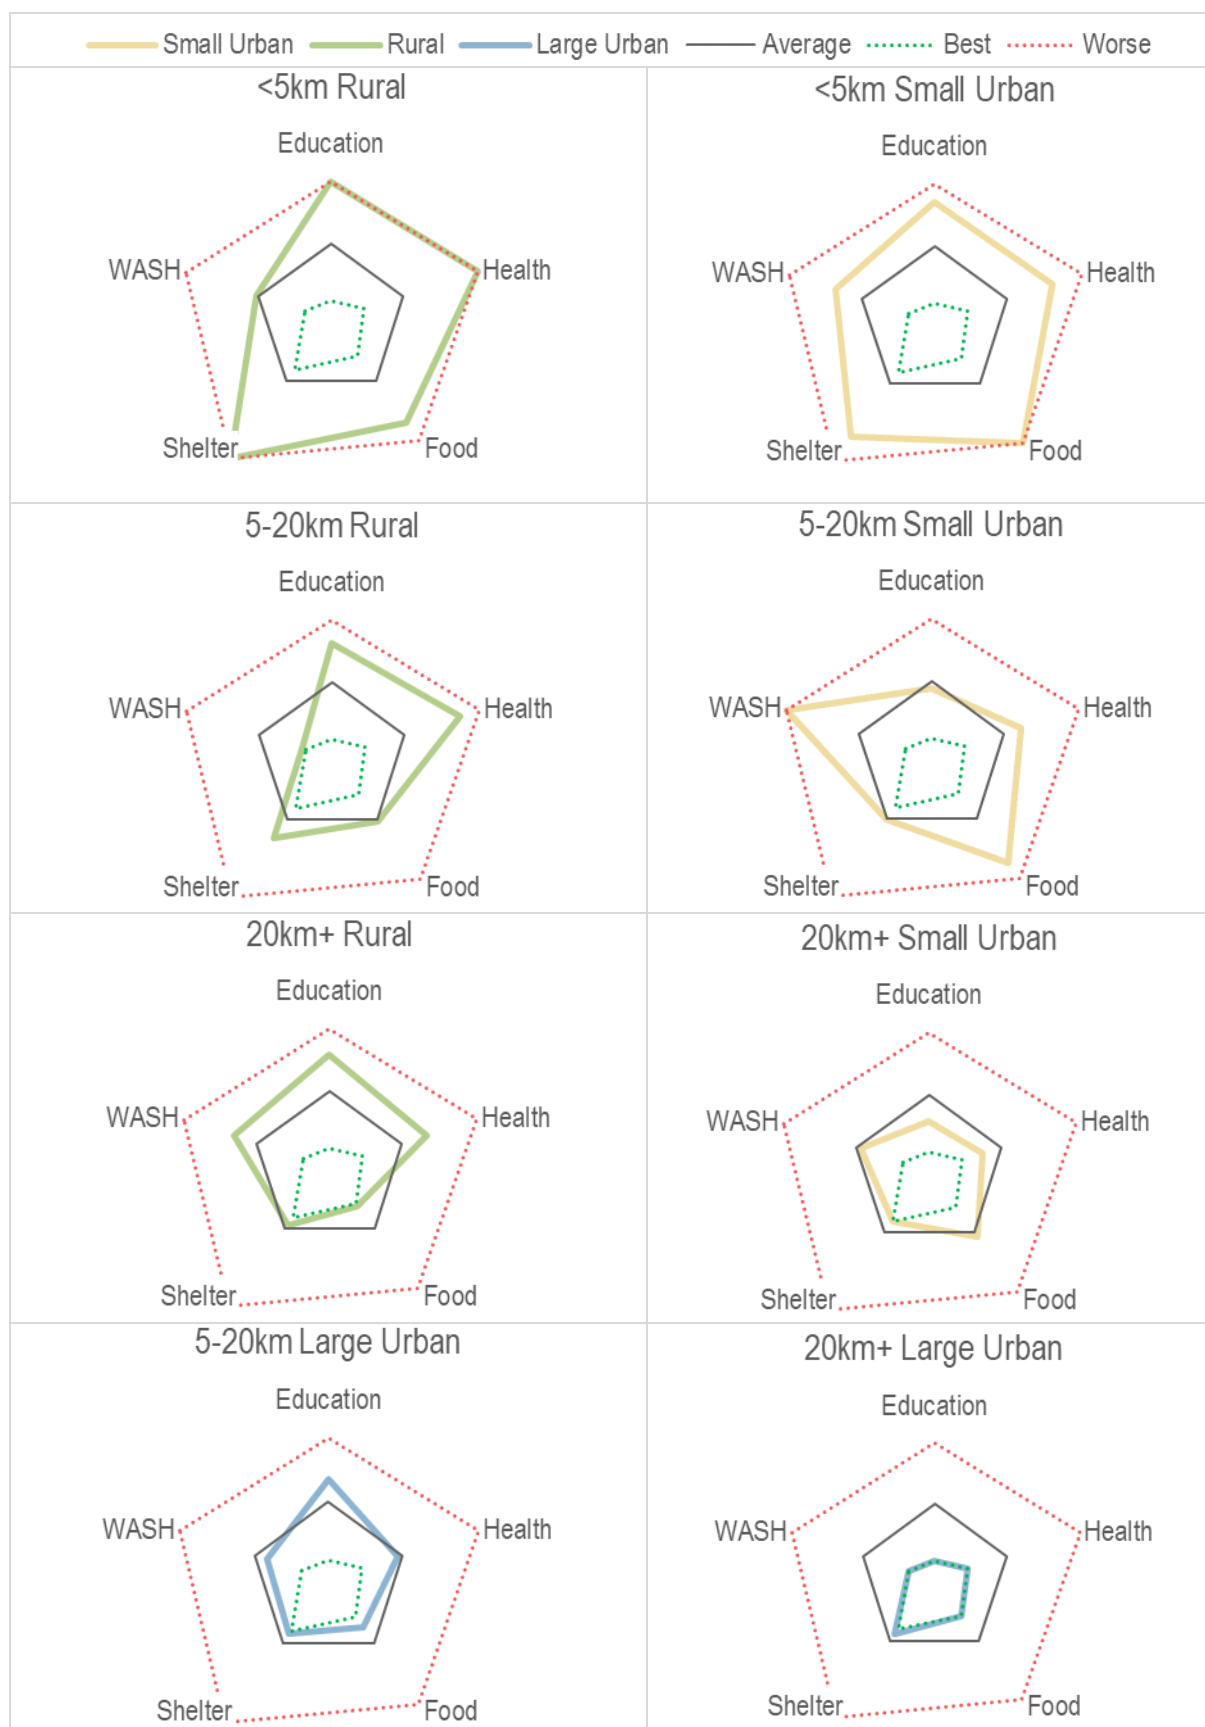 Small Urban Rural Large Urban Average Best Worse
<5km Rural
Education
WASH
Health
Shelter
Food
<5km Small Urban
Education
WASH
Health
Shelter
Food
5-20km Rural
Education
WASH
Health
Shelter
Food
5-20km Small Urban
Education
WASH
Health
Shelter
Food
20km+ Rural
Education
WASH
Health
Shelter
Food
20km+ Small Urban
Education
WASH
Health
Shelter
Food
5-20km Large Urban
Education
WASH
Health
Shelter
Food
20km+ Large Urban
Education
WASH
Health
Shelter
Food